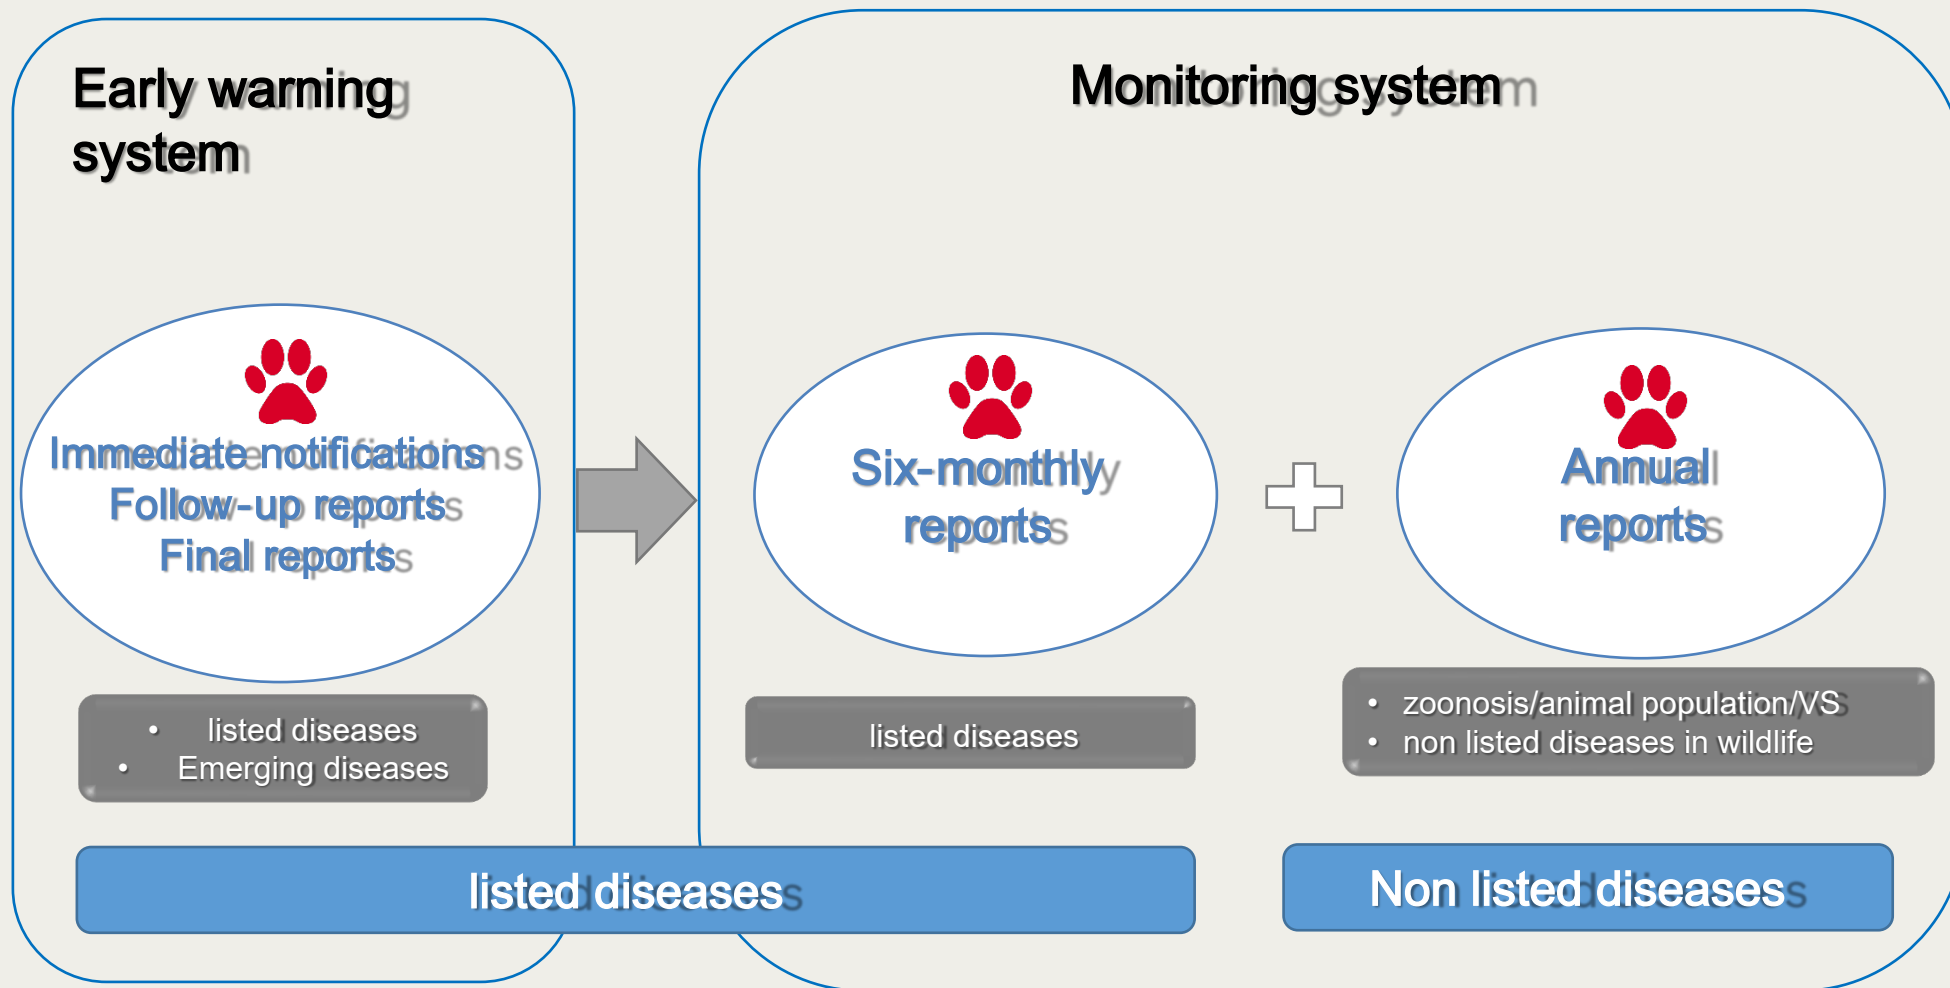 Early warning
system
Monitoring system
Immediate notifications
Follow-up reports
Final reports
Six-monthly
reports
Annual
reports
• listed diseases
• Emerging diseases
listed diseases
• zoonosis/animal population/VS
• non listed diseases in wildlife
listed diseases
Non listed diseases